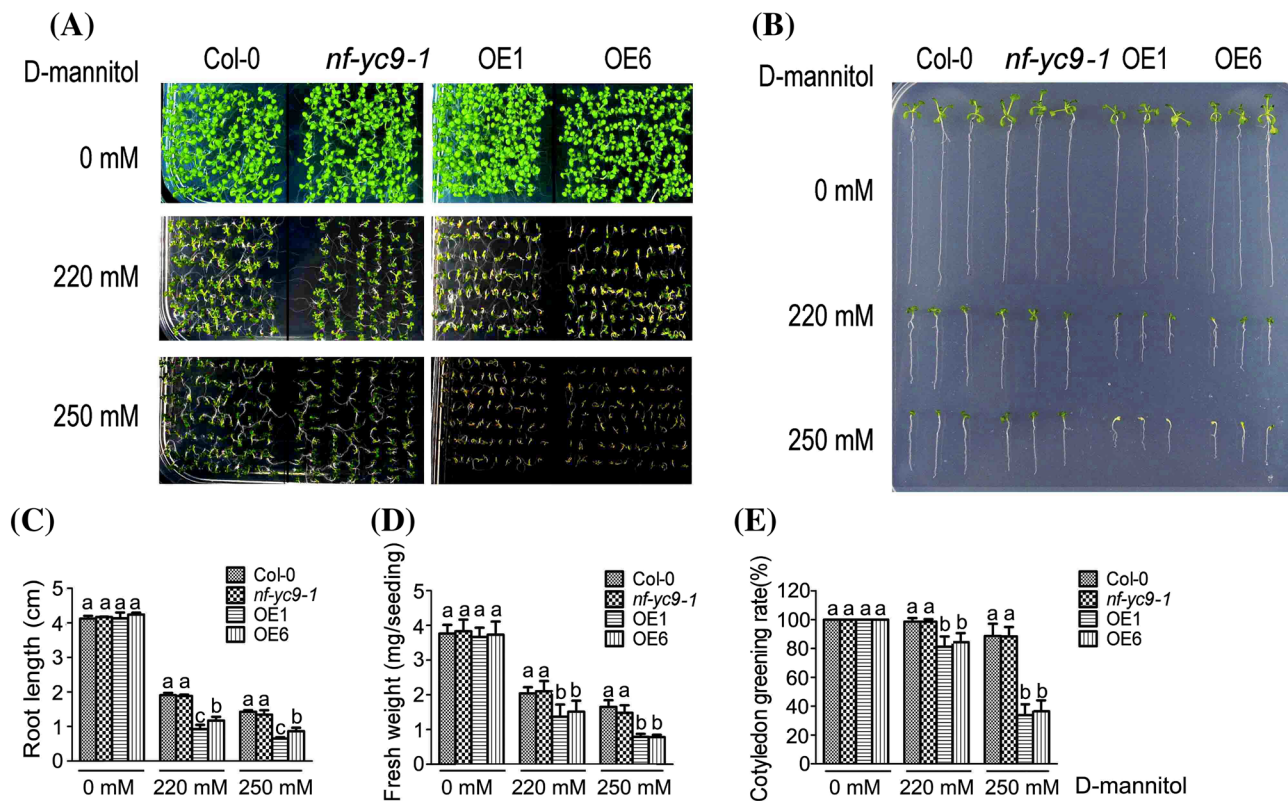 (A)
D-mannitol Col-0 nf-yc9-1 OE1 OE6
0 mM
220 mM
250 mM
(B)
D-mannitol Col-0 nf-yc9-1 OE1 OE6
0 mM
220 mM
250 mM
(C)
Root length (cm)
Col-0
nf-yc9-1
OE1
OE6
5
4
3
2
1
0
a a a a
a a c b
a a c b
0 mM 220 mM 250 mM
(D)
Fresh weight (mg/seeding)
Col-0
nf-yc9-1
OE1
OE6
5
4
3
2
1
0
a a a a
a a b b
a a b b
0 mM 220 mM 250 mM
(E)
Cotyledon greening rate(%)
Col-0
nf-yc9-1
OE1
OE6
120
100
80
60
40
20
0
a a a a
a a b b
a a b b
0 mM 220 mM 250 mM D-mannitol